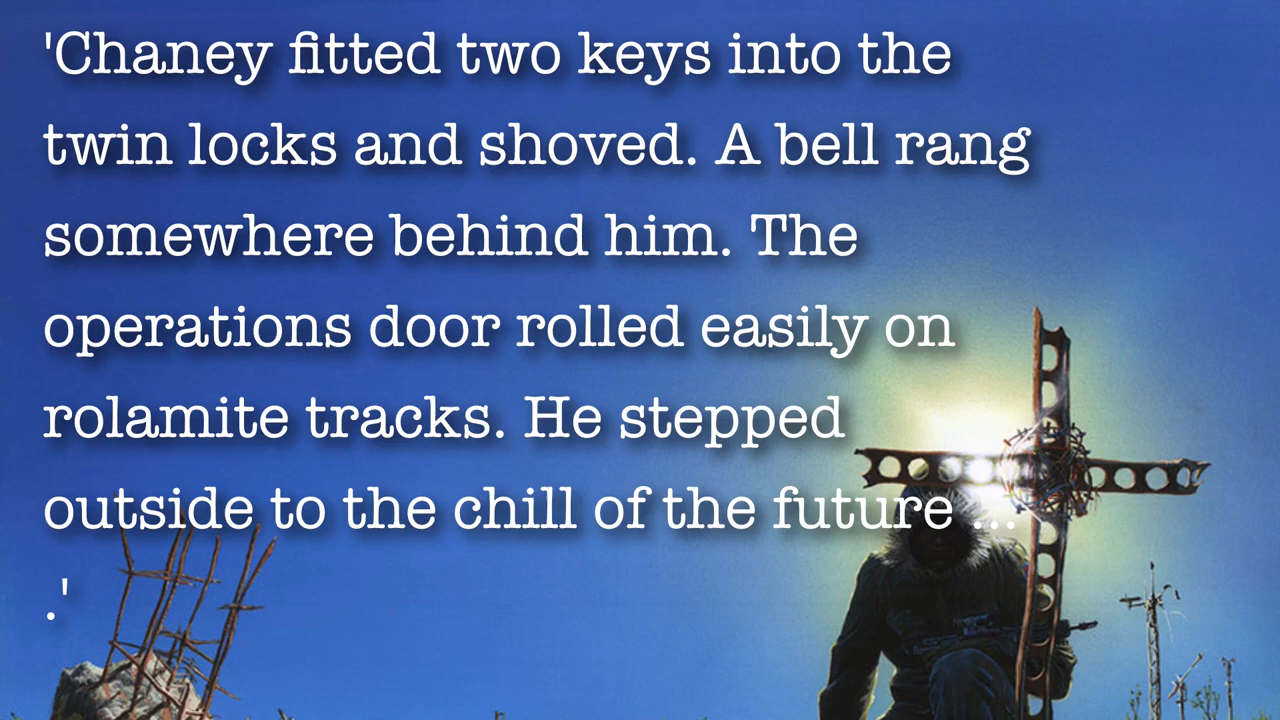 'Chaney fitted two keys into the
twin locks and shoved. A bell rang
somewhere behind him. The
operations door rolled easily on
rolamite tracks. He stepped
outside to the chill of the future ...
.'